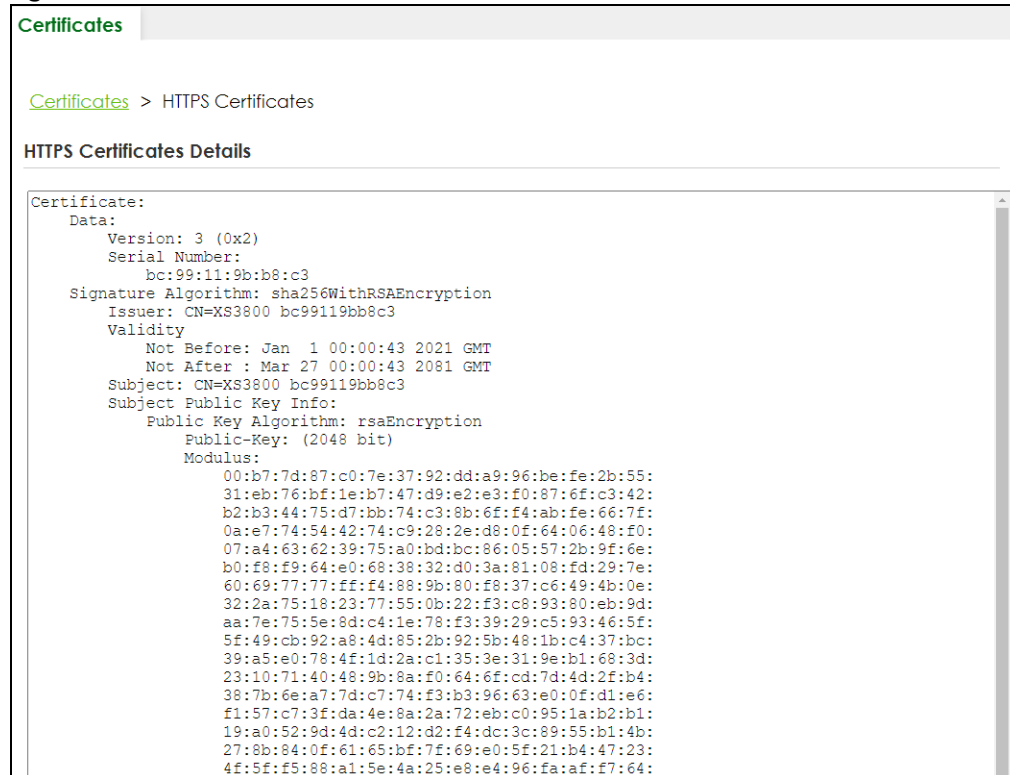 Certificates
Certificates > HTTPS Certificates
HTTPS Certificates Details
Certificate:
Data:
Version: 3 (0x2)
Serial Number:
bc:99:11:9b:b8:c3
Signature Algorithm: sha256WithRSAEncryption
Issuer: CN=XS3800 bc99119bb8c3
Validity
Not Before: Jan  1 00:00:43 2021 GMT
Not After : Mar 27 00:00:43 2081 GMT
Subject: CN=XS3800 bc99119bb8c3
Subject Public Key Info:
Public Key Algorithm: rsaEncryption
Public-Key: (2048 bit)
Modulus:
00:b7:7d:87:c0:7e:37:92:dd:a9:96:be:fe:2b:55:
31:eb:76:bf:1e:b7:47:d9:e2:e3:f0:87:6f:c3:42:
b2:b3:44:75:d7:bb:74:c3:8b:6f:f4:ab:fe:66:7f:
0a:e7:74:54:42:74:c9:28:2e:d8:0f:64:06:48:f0:
07:a4:63:62:39:75:a0:bd:bc:86:05:57:2b:9f:6e:
b0:f8:f9:64:e0:68:38:32:d0:3a:81:08:fd:29:7e:
60:69:77:77:ff:f4:88:9b:80:f8:37:c6:49:4b:0e:
32:2a:75:18:23:77:55:0b:22:f3:c8:93:80:eb:9d:
aa:7e:75:5e:8d:c4:1e:78:f3:39:29:c5:93:46:5f:
5f:49:cb:92:a8:4d:85:2b:92:5b:48:1b:c4:37:bc:
39:a5:e0:78:4f:1d:2a:c1:35:3e:31:9e:b1:68:3d:
23:10:71:40:48:9b:8a:f0:64:6f:cd:7d:4d:2f:b4:
38:7b:6e:a7:7d:c7:74:f3:b3:96:63:e0:0f:d1:e6:
f1:57:c7:3f:da:4e:8a:2a:72:eb:c0:95:1a:b2:b1:
19:a0:52:9d:4d:c2:12:d2:f4:dc:3c:89:55:b1:4b:
27:8b:84:0f:61:65:bf:7f:69:e0:5f:21:b4:47:23:
4f:5f:f5:88:a1:5e:4a:25:e8:e4:96:fa:af:f7:64: